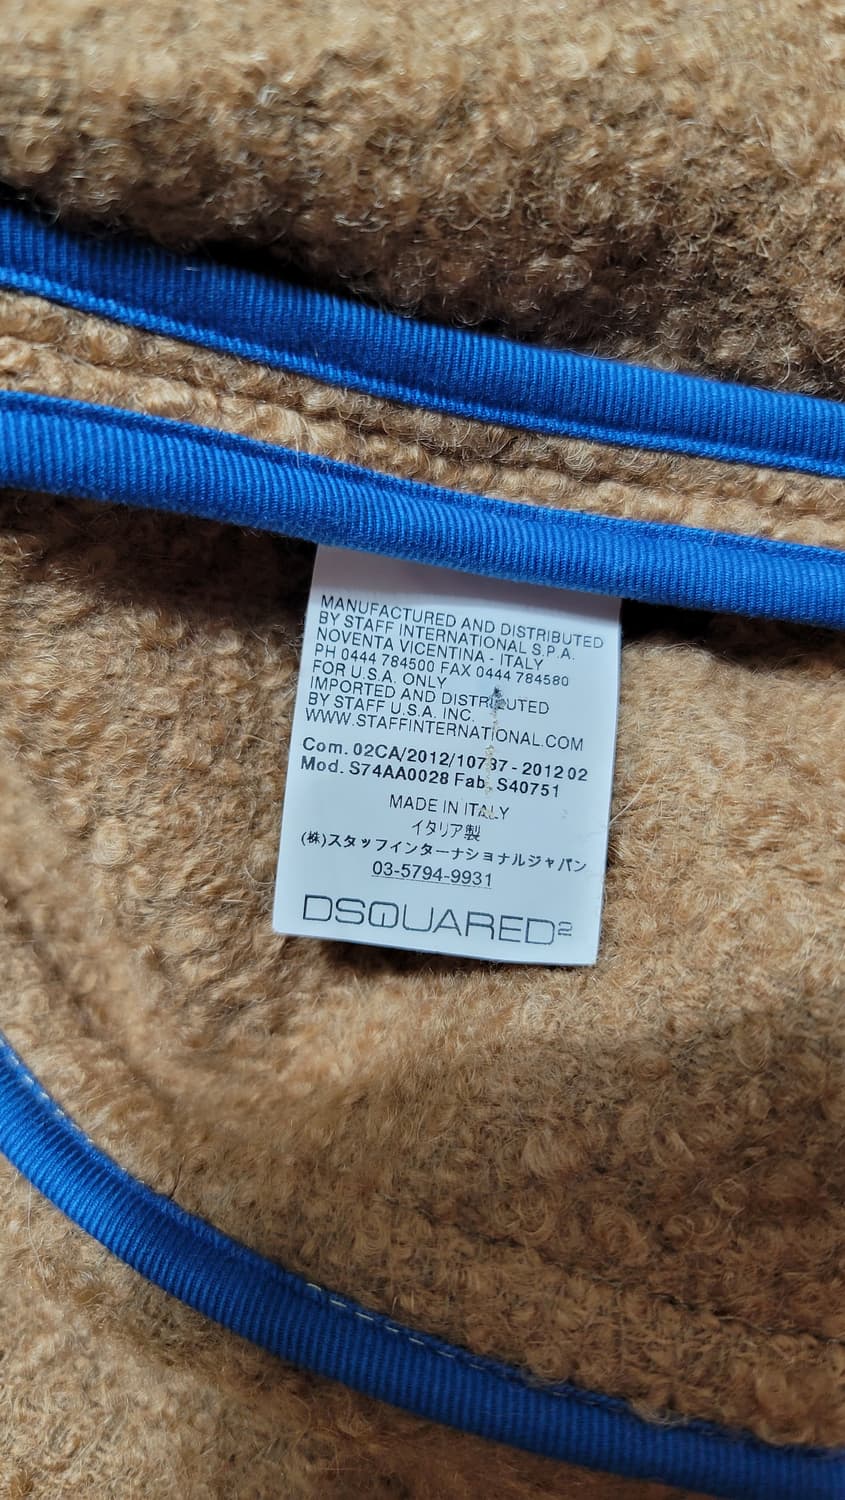 MANUFACTURED AND DISTRIBUTED
BY STAFF INTERNATIONAL S.P.A.
NOVENTA VICENTINA - ITALY
PH 0444 784500 FAX 0444 784580
FOR U.S.A. ONLY
IMPORTED AND DISTRIBUTED
BY STAFF U.S.A. INC.
WWW.STAFFINTERNATIONAL.COM
Com. 02CA/2012/10787 - 2012 02
Mod. S74AA0028 Fab. S40751
MADE IN ITALY
イタリア製
(株)スタッフインターナショナルジャパン
03-5794-9931
DSQUARED2